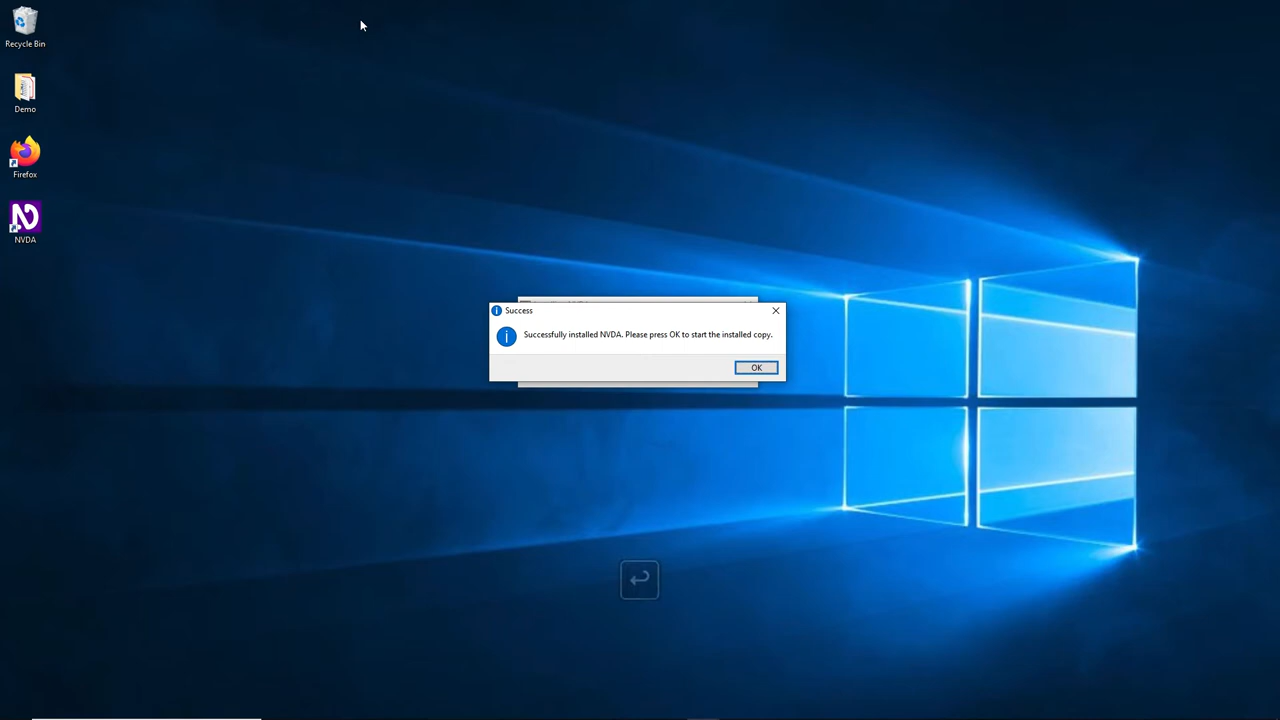 Recycle Bin
Demo
Firefox
NVDA
Success
Successfully installed NVDA. Please press OK to start the installed copy.
OK